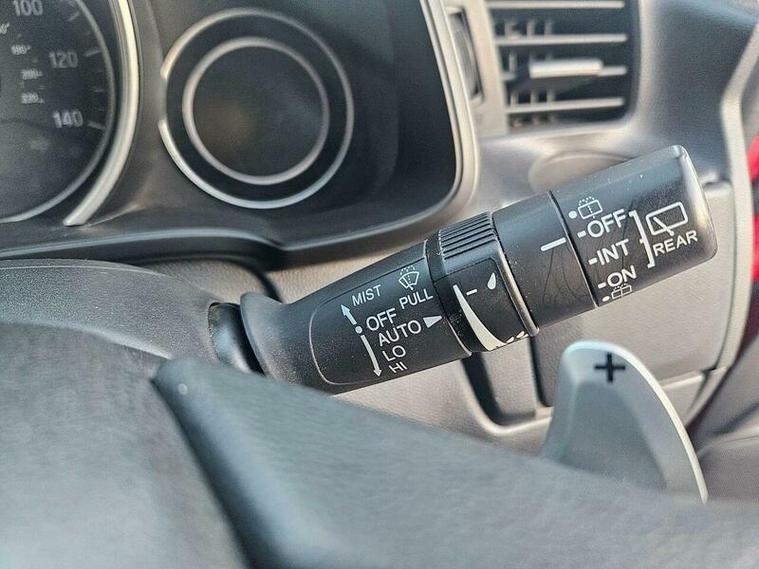 100
120
140
MIST
PULL
OFF
AUTO
LO
HI
OFF
INT
ON
REAR
+